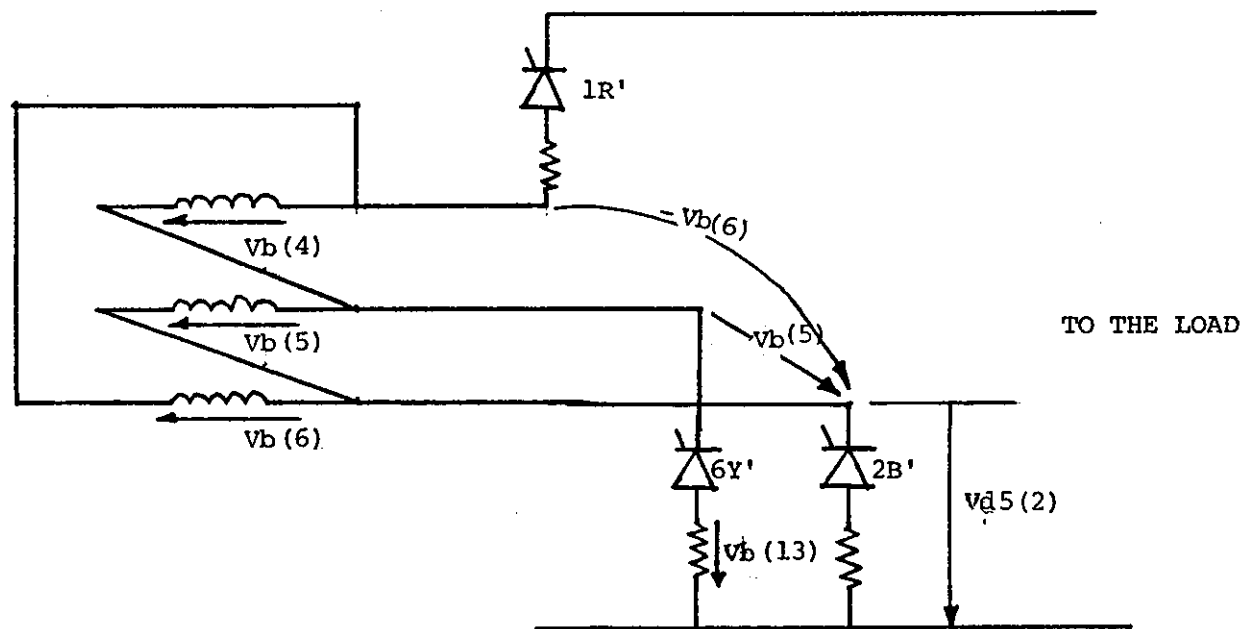 1R'
- Vb(6)
Vb(4)
Vb(5)
Vb(5)
TO THE LOAD
Vb(6)
6Y'
2B'
Vd5(2)
Vb(13)